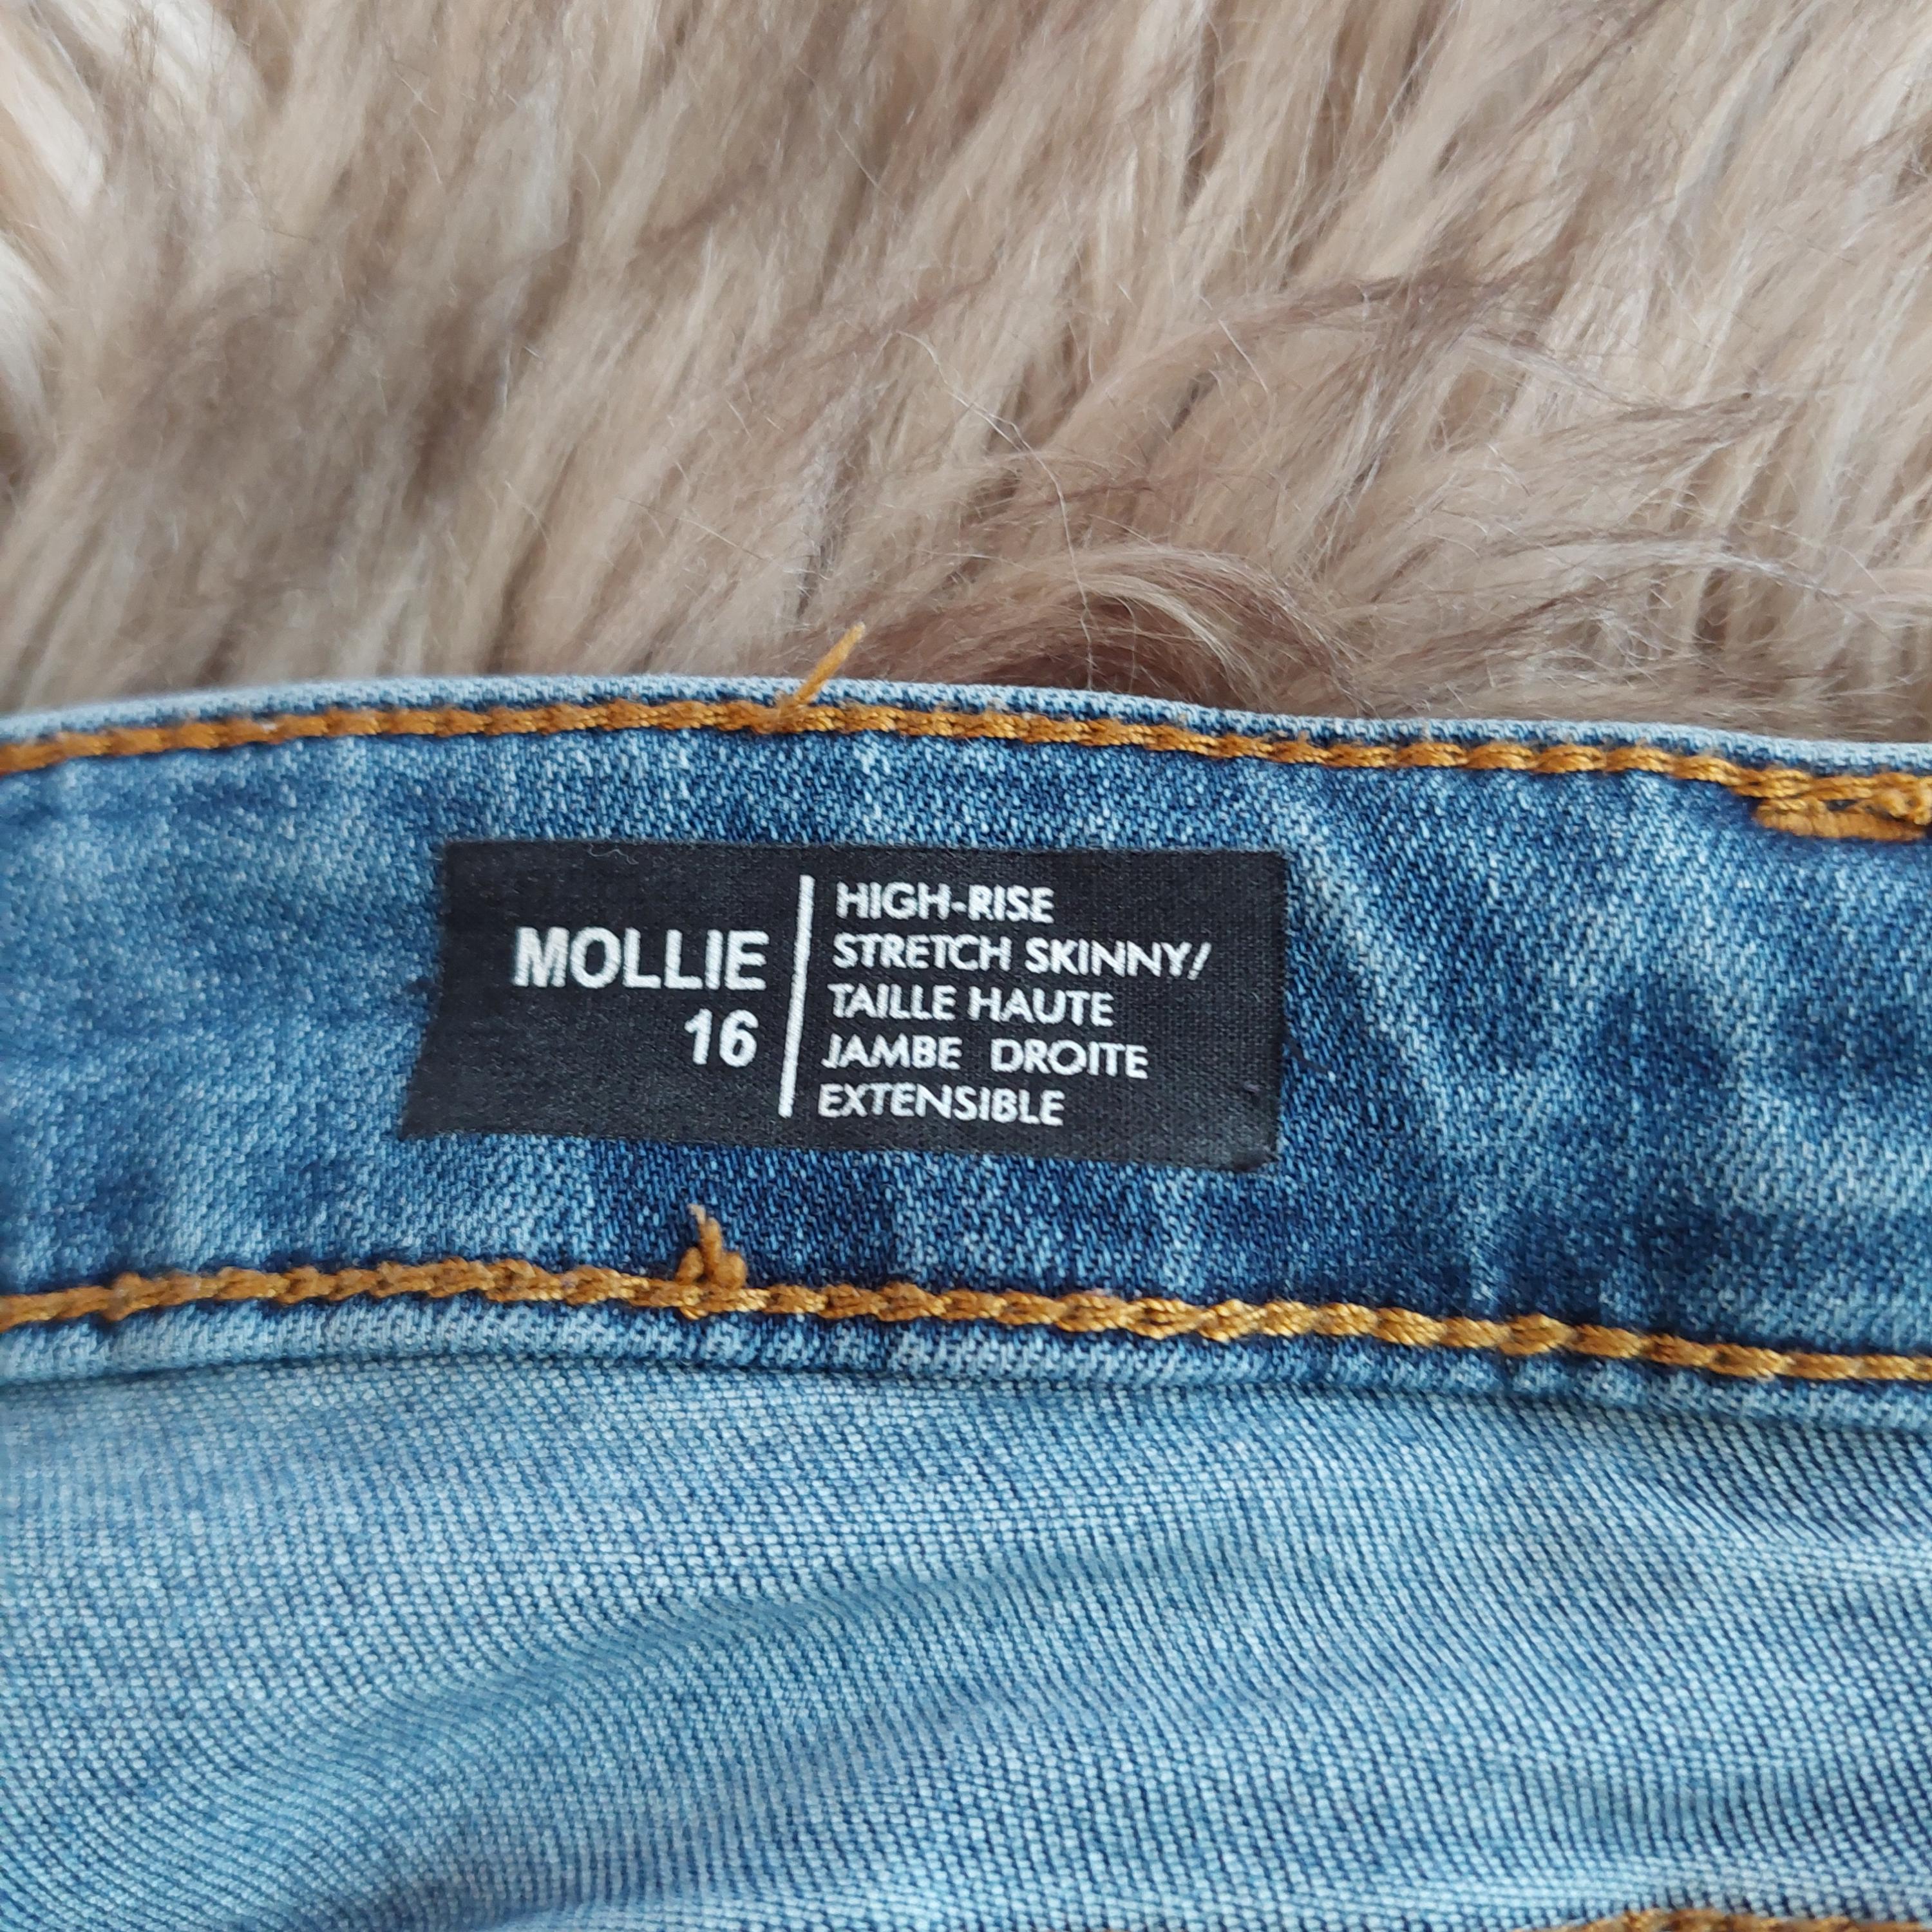 MOLLIE
16
HIGH-RISE
STRETCH SKINNY/
TAILLE HAUTE
JAMBE DROITE
EXTENSIBLE